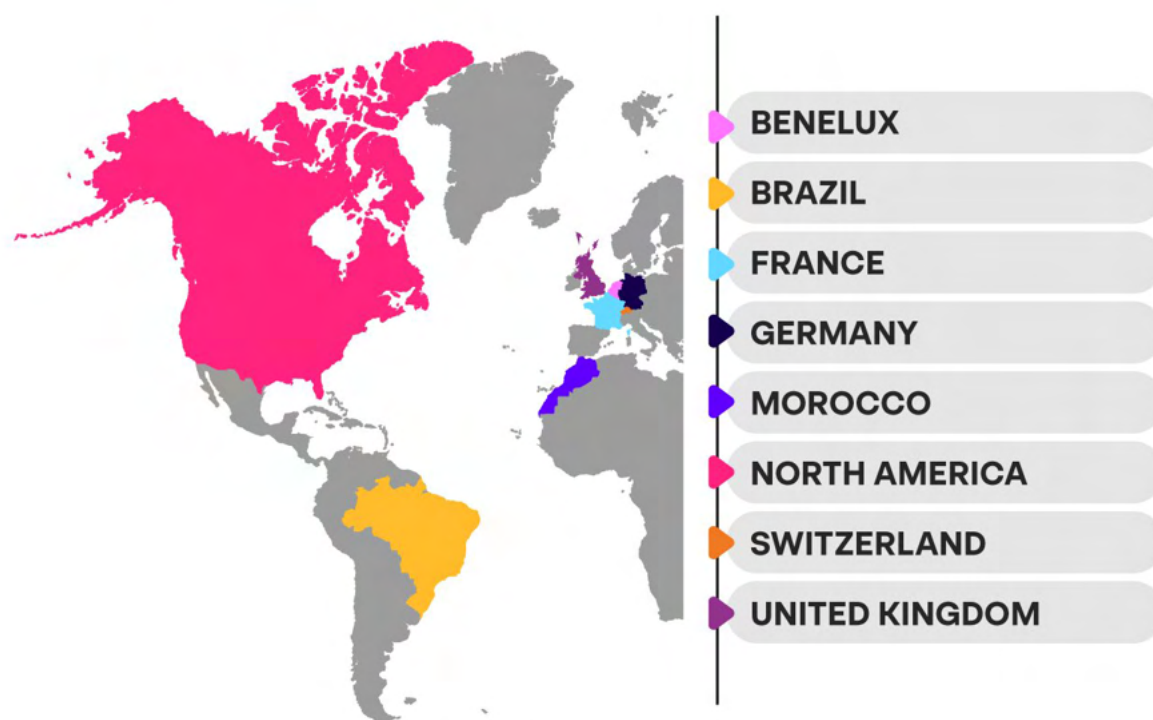 BENELUX
BRAZIL
FRANCE
GERMANY
MOROCCO
NORTH AMERICA
SWITZERLAND
UNITED KINGDOM